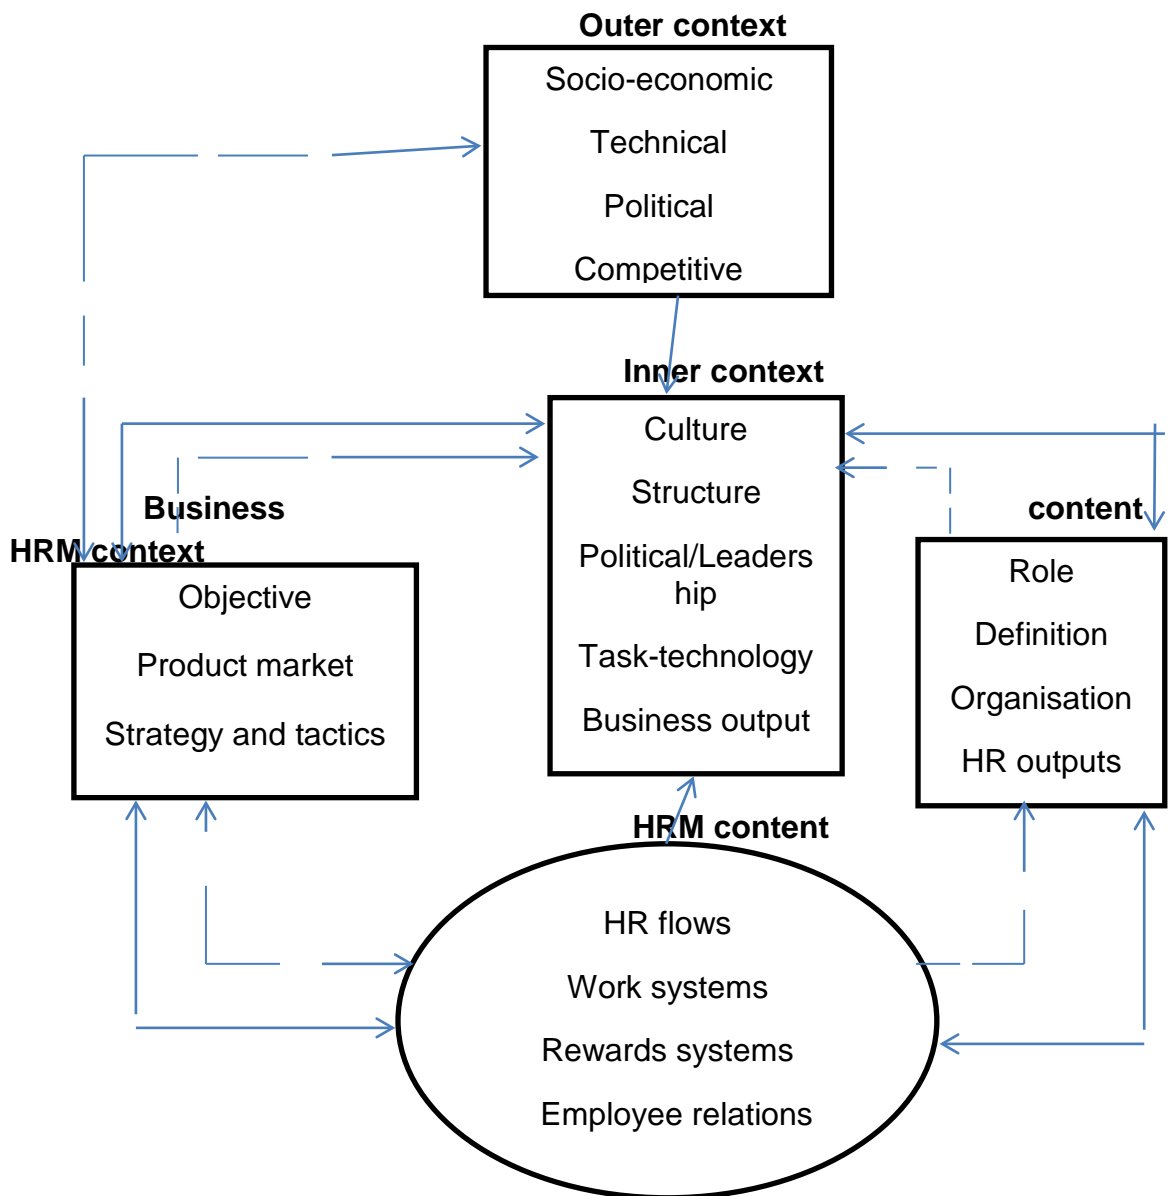 Outer context
Socio-economic
Technical
Political
Competitive
Inner context
Culture
Structure
Political/Leaders
hip
Task-technology
Business output
Business
HRM context
Objective
Product market
Strategy and tactics
content
Role
Definition
Organisation
HR outputs
HRM content
HR flows
Work systems
Rewards systems
Employee relations